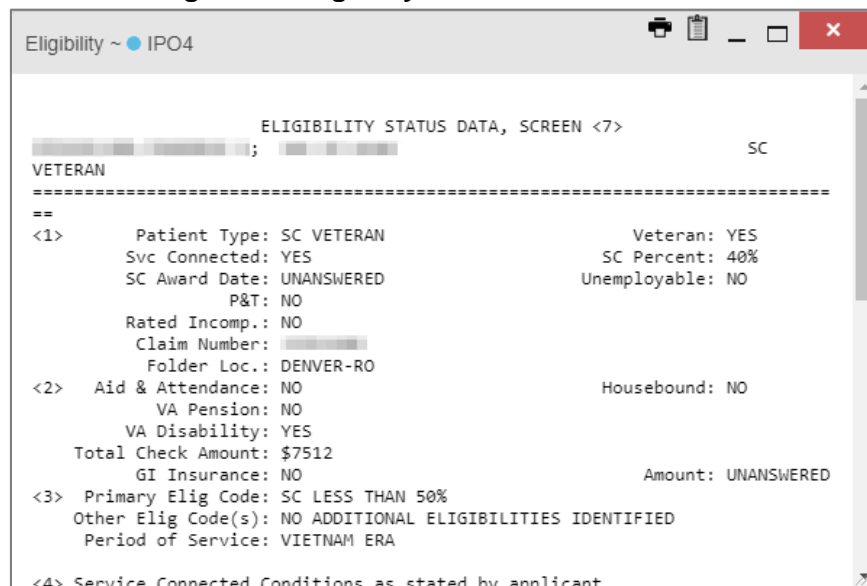 Eligibility ~ IPO4
ELIGIBILITY STATUS DATA, SCREEN <7>
; SC
VETERAN
==============================================================================
==
<1> Patient Type: SC VETERAN Veteran: YES
Svc Connected: YES SC Percent: 40%
SC Award Date: UNANSWERED Unemployable: NO
P&T: NO
Rated Incomp.: NO
Claim Number:
Folder Loc.: DENVER-RO
<2> Aid & Attendance: NO Housebound: NO
VA Pension: NO
VA Disability: YES
Total Check Amount: $7512
GI Insurance: NO Amount: UNANSWERED
<3> Primary Elig Code: SC LESS THAN 50%
Other Elig Code(s): NO ADDITIONAL ELIGIBILITIES IDENTIFIED
Period of Service: VIETNAM ERA
<4> Service Connected Conditions as stated by applicant